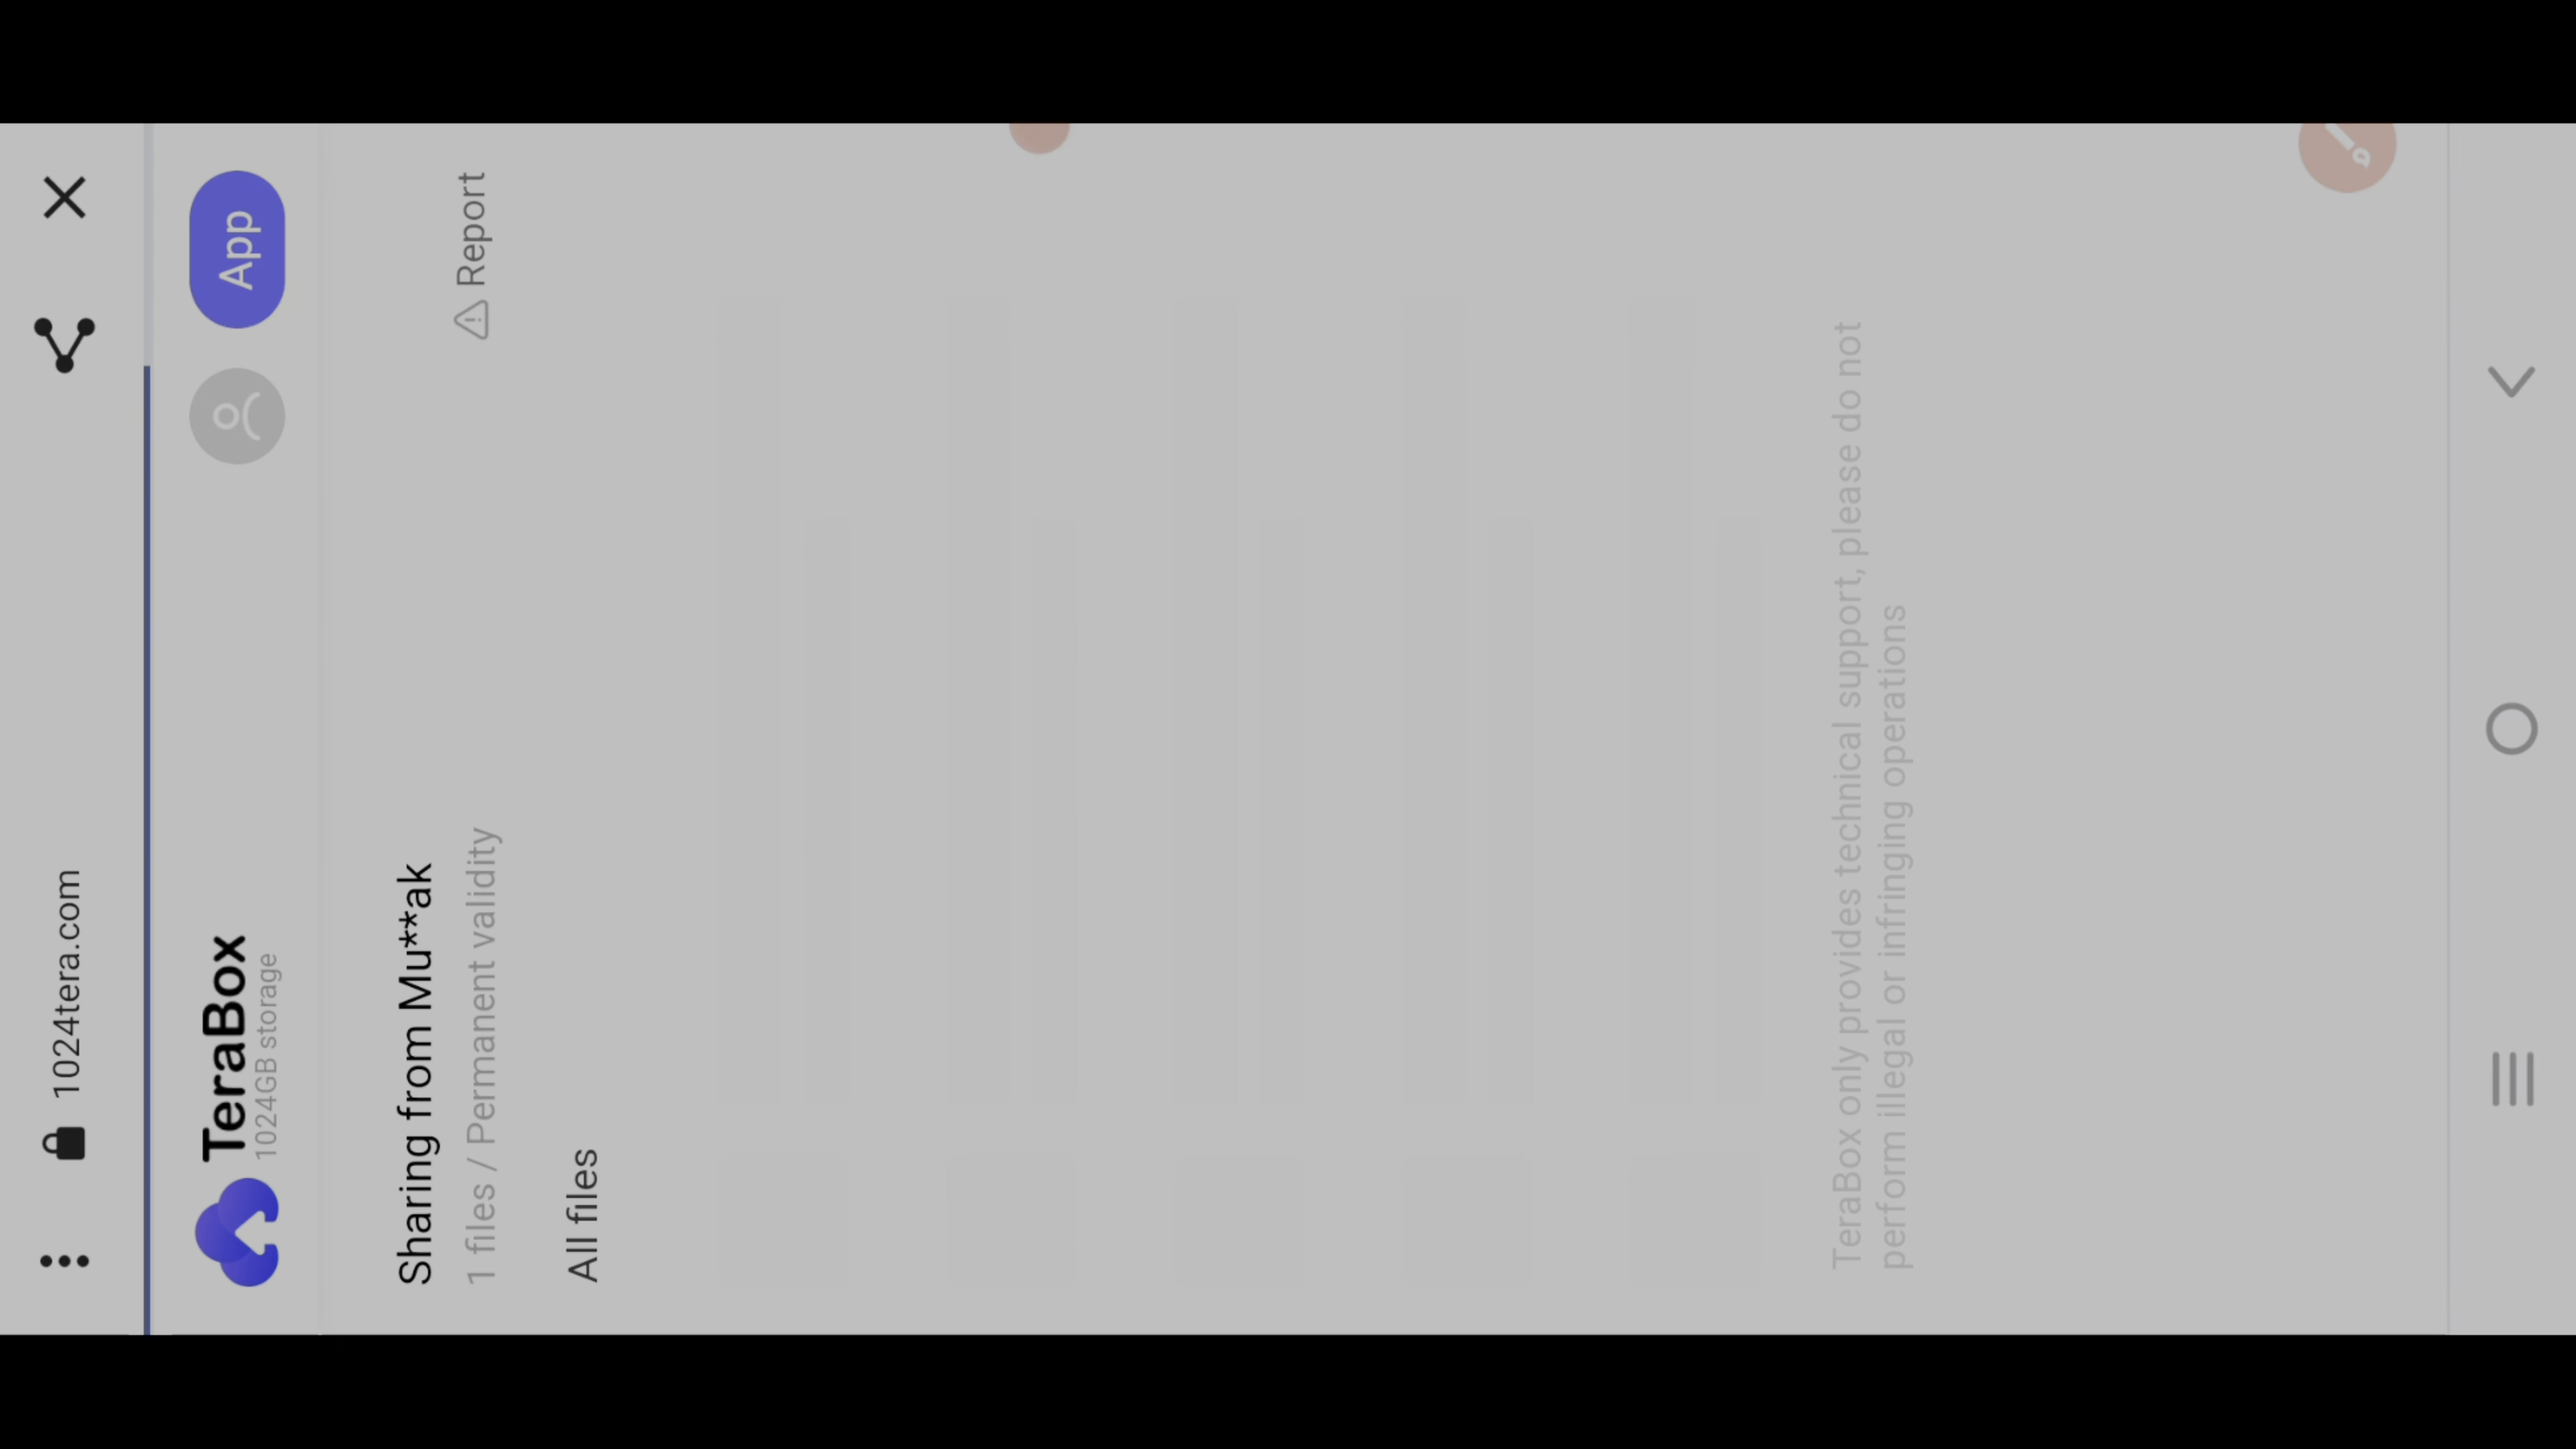 1024tera.com
TeraBox
1024GB storage
App
Sharing from Mu**ak
1 files / Permanent validity
Report
All files
TeraBox only provides technical support, please do not
perform illegal or infringing operations